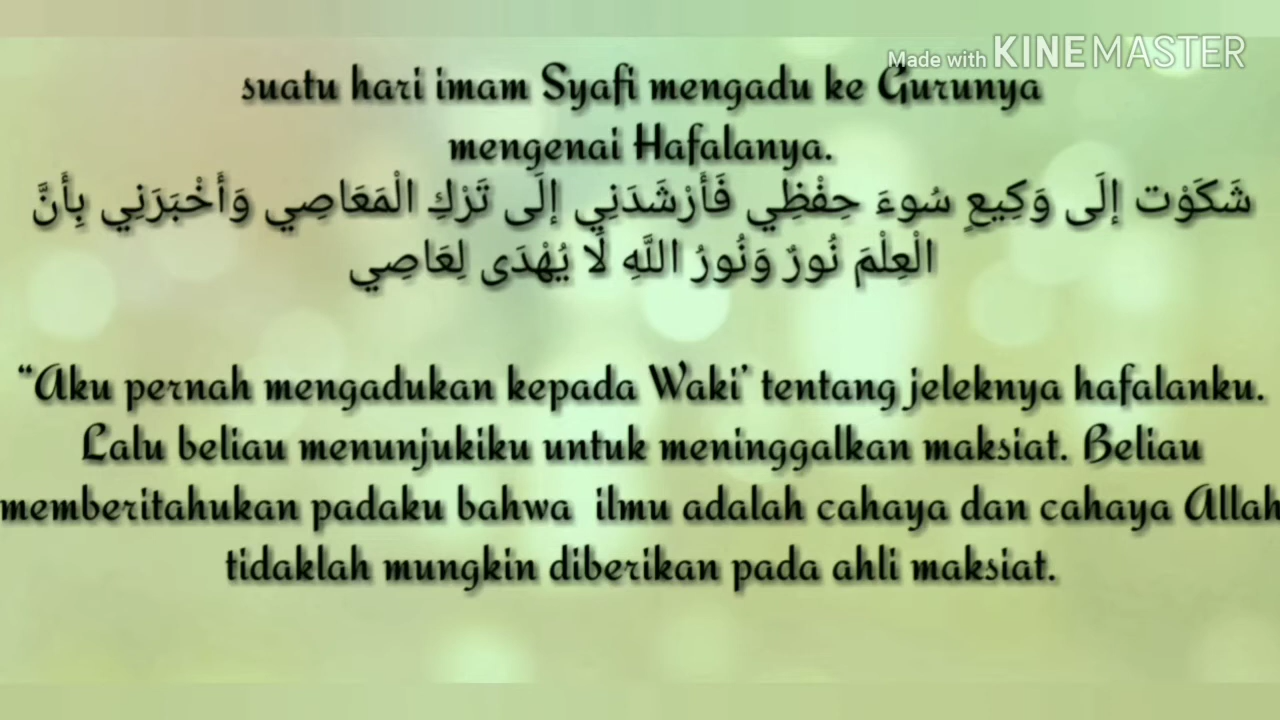 Made with KINEMASTER
suatu hari imam Syafi mengadu ke Gurunya
mengenai Hafalanya.
شَكَوْت إلَى وَكِيعٍ سُوءَ حِفْظِي فَأَرْشَدَنِي إلَى تَرْكِ الْمَعَاصِي وَأَخْبَرَنِي بِأَنَّ
الْعِلْمَ نُورٌ وَنُورُ اللَّهِ لَا يُهْدَى لِعَاصِي
“Aku pernah mengadukan kepada Waki’ tentang jeleknya hafalanku.
Lalu beliau menunjukiku untuk meninggalkan maksiat. Beliau
memberitahukan padaku bahwa ilmu adalah cahaya dan cahaya Allah
tidaklah mungkin diberikan pada ahli maksiat.